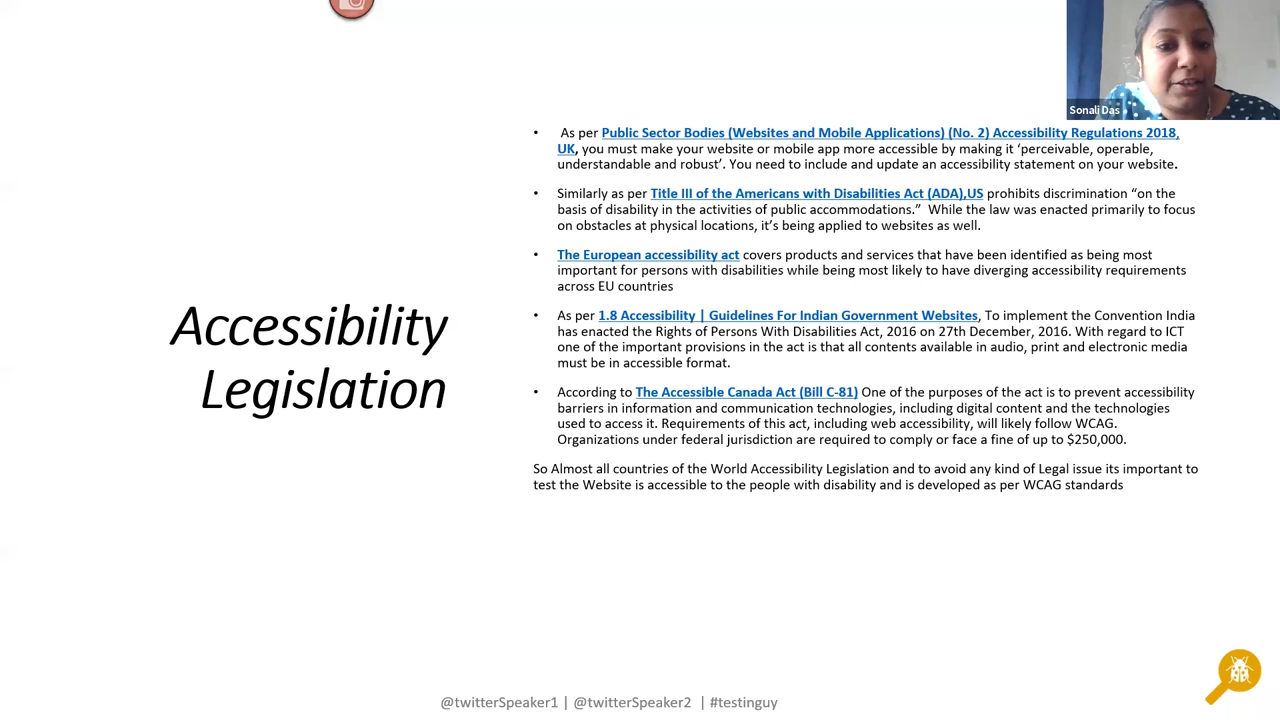 Sonali Das
Accessibility
Legislation
• As per Public Sector Bodies (Websites and Mobile Applications) (No. 2) Accessibility Regulations 2018,
UK, you must make your website or mobile app more accessible by making it ‘perceivable, operable,
understandable and robust’. You need to include and update an accessibility statement on your website.
• Similarly as per Title III of the Americans with Disabilities Act (ADA),US prohibits discrimination “on the
basis of disability in the activities of public accommodations.” While the law was enacted primarily to focus
on obstacles at physical locations, it’s being applied to websites as well.
• The European accessibility act covers products and services that have been identified as being most
important for persons with disabilities while being most likely to have diverging accessibility requirements
across EU countries
• As per 1.8 Accessibility | Guidelines For Indian Government Websites, To implement the Convention India
has enacted the Rights of Persons With Disabilities Act, 2016 on 27th December, 2016. With regard to ICT
one of the important provisions in the act is that all contents available in audio, print and electronic media
must be in accessible format.
• According to The Accessible Canada Act (Bill C-81) One of the purposes of the act is to prevent accessibility
barriers in information and communication technologies, including digital content and the technologies
used to access it. Requirements of this act, including web accessibility, will likely follow WCAG.
Organizations under federal jurisdiction are required to comply or face a fine of up to $250,000.
So Almost all countries of the World Accessibility Legislation and to avoid any kind of Legal issue its important to
test the Website is accessible to the people with disability and is developed as per WCAG standards
@twitterSpeaker1 | @twitterSpeaker2 | #testinguy